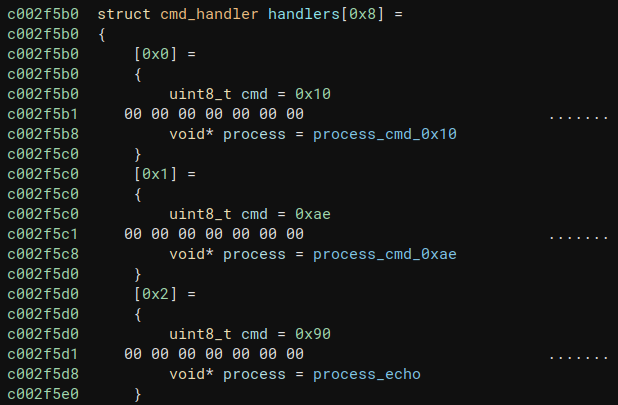 c002f5b0  struct cmd_handler handlers[0x8] =
c002f5b0  {
c002f5b0      [0x0] =
c002f5b0      {
c002f5b0          uint8_t cmd = 0x10
c002f5b1     00 00 00 00 00 00 00                           .......
c002f5b8          void* process = process_cmd_0x10
c002f5c0      }
c002f5c0      [0x1] =
c002f5c0      {
c002f5c0          uint8_t cmd = 0xae
c002f5c1     00 00 00 00 00 00 00                           .......
c002f5c8          void* process = process_cmd_0xae
c002f5d0      }
c002f5d0      [0x2] =
c002f5d0      {
c002f5d0          uint8_t cmd = 0x90
c002f5d1     00 00 00 00 00 00 00                           .......
c002f5d8          void* process = process_echo
c002f5e0      }